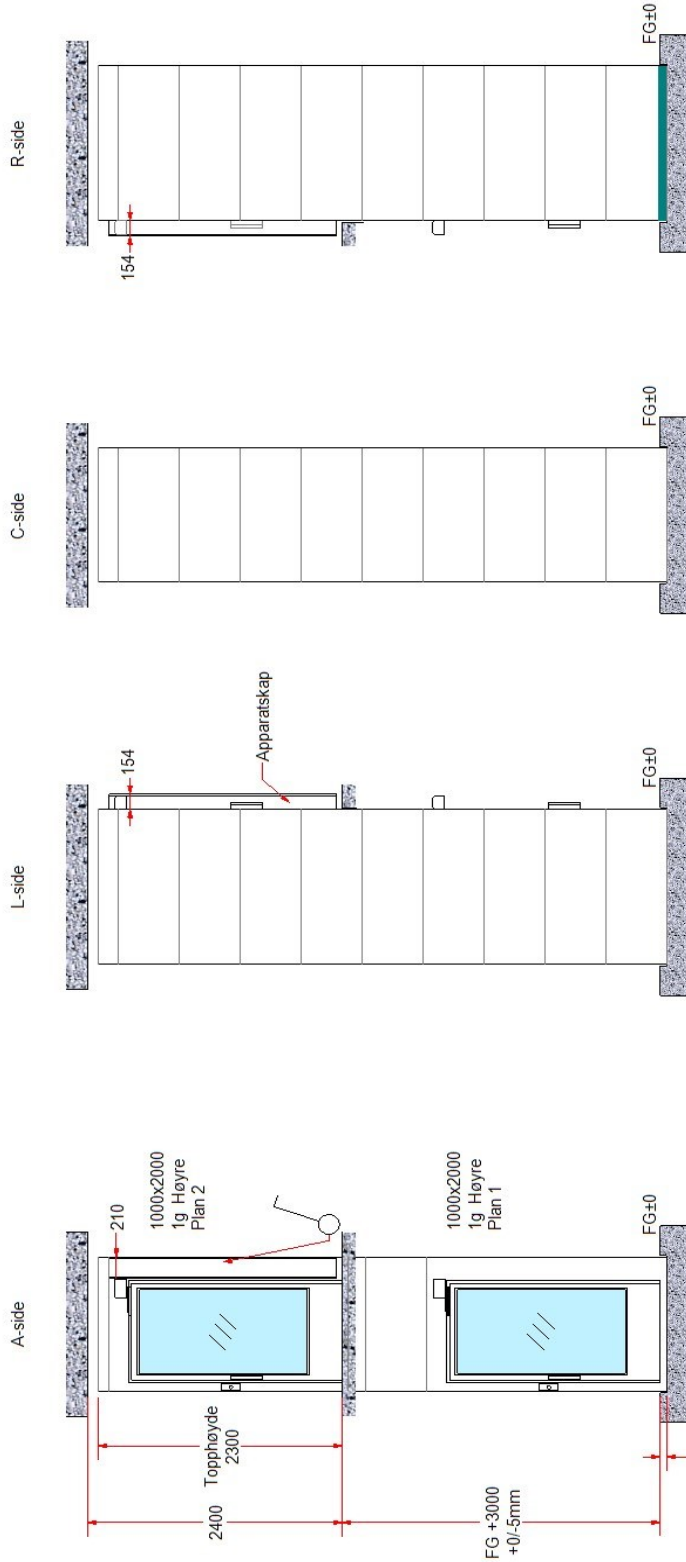 A-side
L-side
C-side
R-side
210
1000x2000
1g Høyre
Plan 2
Topphøyde
2300
2400
1000x2000
1g Høyre
Plan 1
FG +3000
+0/-5mm
FG±0
154
Apparatskap
FG±0
FG±0
154
FG±0